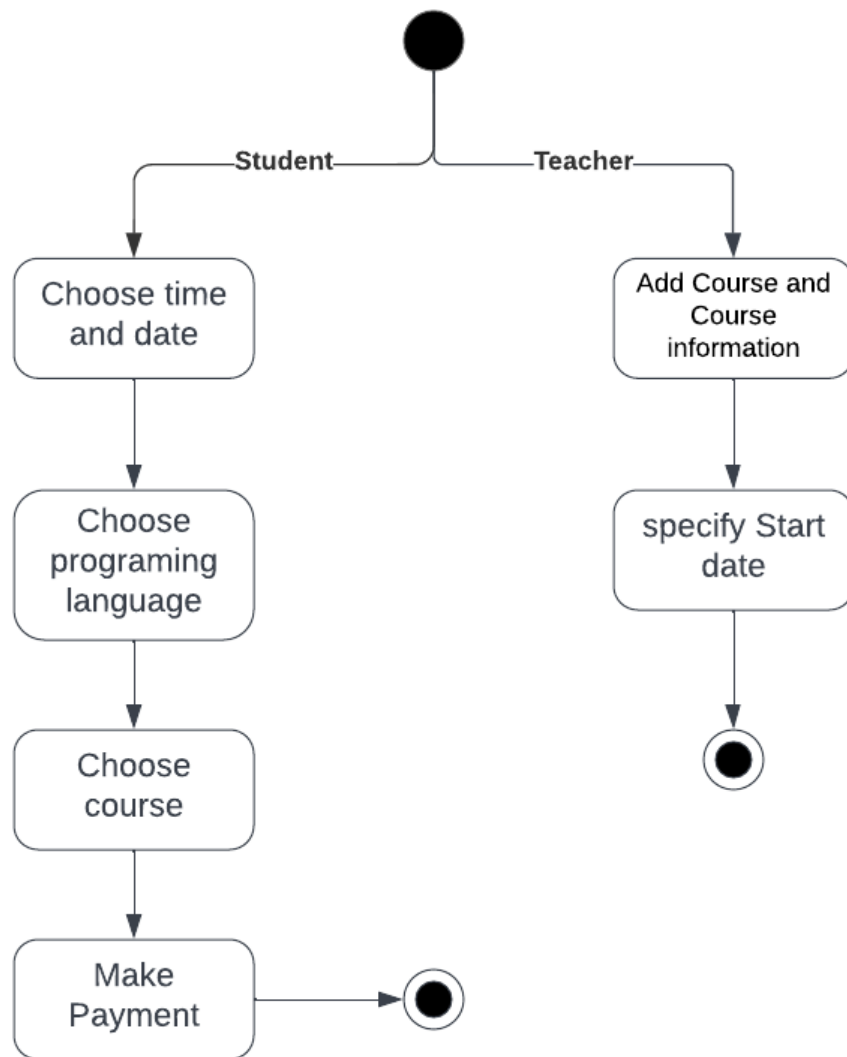 Student
Teacher
Choose time
and date
Add Course and
Course
information
Choose
programing
language
specify Start
date
Choose
course
Make
Payment